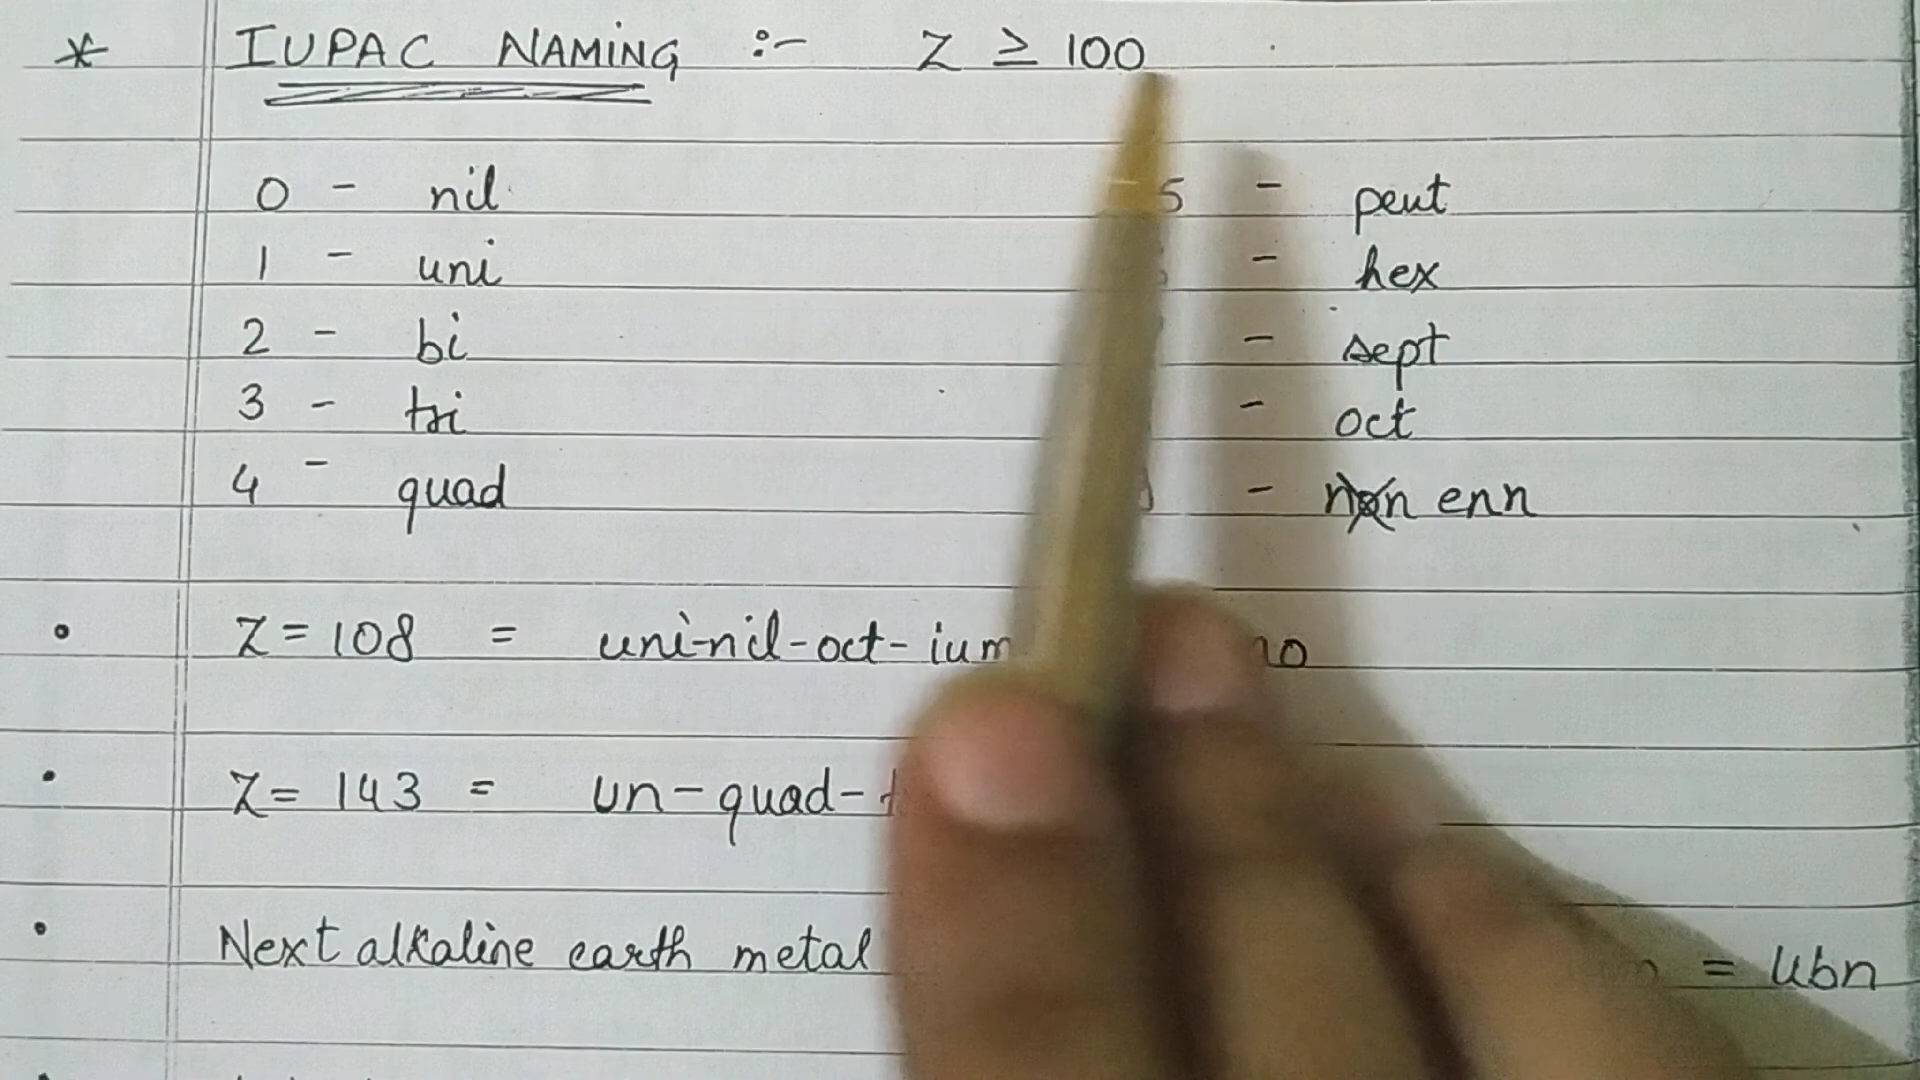 * IUPAC NAMING :- Z ≥ 100
0 - nil 5 - pent
1 - uni - hex
2 - bi - sept
3 - tri - oct
4 - quad - non enn
• Z = 108 = uni-nil-oct-ium
• Z = 143 = un-quad-
• Next alkaline earth metal = Ubn